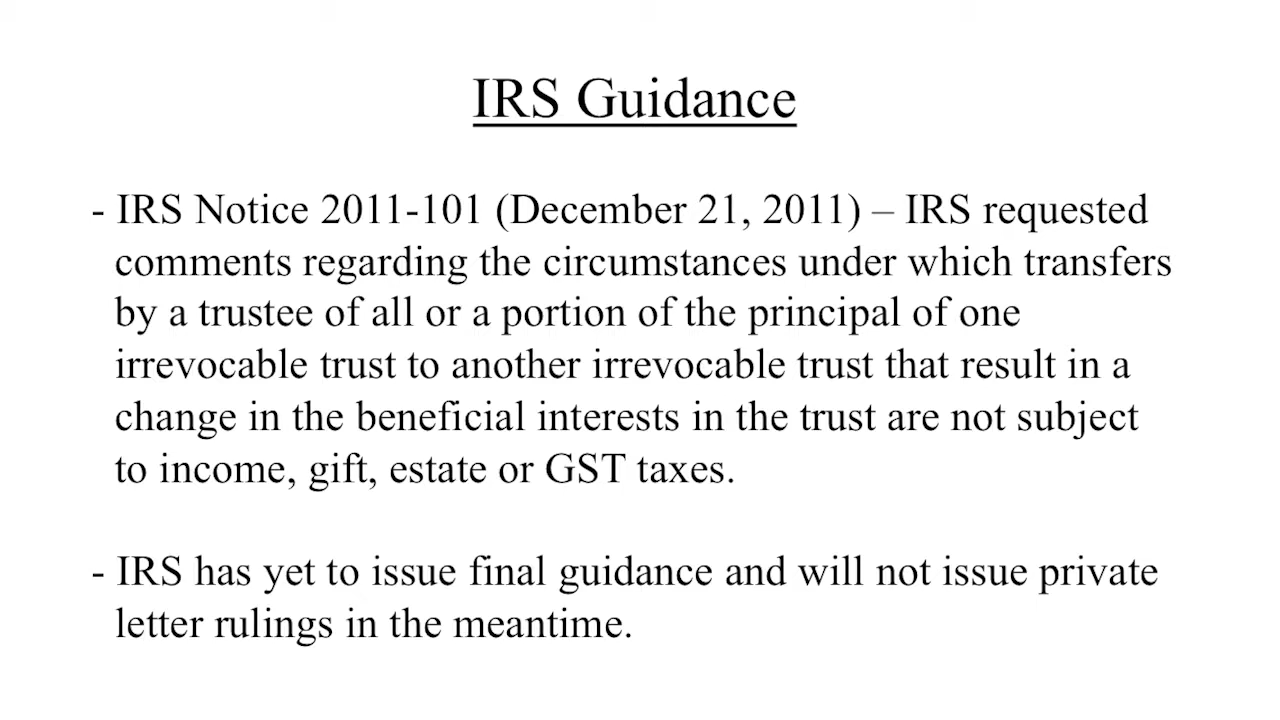 IRS Guidance
- IRS Notice 2011-101 (December 21, 2011) – IRS requested
comments regarding the circumstances under which transfers
by a trustee of all or a portion of the principal of one
irrevocable trust to another irrevocable trust that result in a
change in the beneficial interests in the trust are not subject
to income, gift, estate or GST taxes.
- IRS has yet to issue final guidance and will not issue private
letter rulings in the meantime.